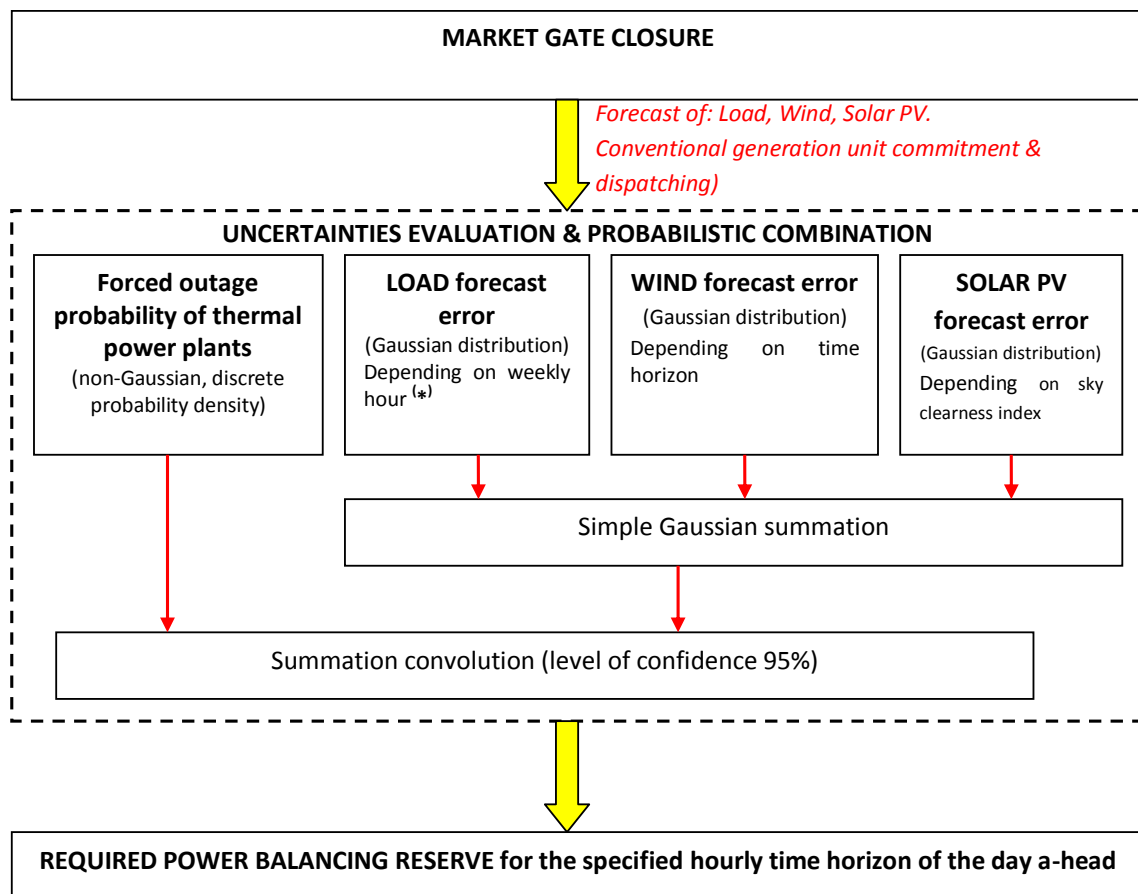 MARKET GATE CLOSURE
Forecast of: Load, Wind, Solar PV.
Conventional generation unit commitment &
dispatching)
UNCERTAINTIES EVALUATION & PROBABILISTIC COMBINATION
Forced outage
probability of thermal
power plants
(non-Gaussian, discrete
probability density)
LOAD forecast
error
(Gaussian distribution)
Depending on weekly
hour (*)
WIND forecast error
(Gaussian distribution)
Depending on time
horizon
SOLAR PV
forecast error
(Gaussian distribution)
Depending on sky
clearness index
Simple Gaussian summation
Summation convolution (level of confidence 95%)
REQUIRED POWER BALANCING RESERVE for the specified hourly time horizon of the day a-head